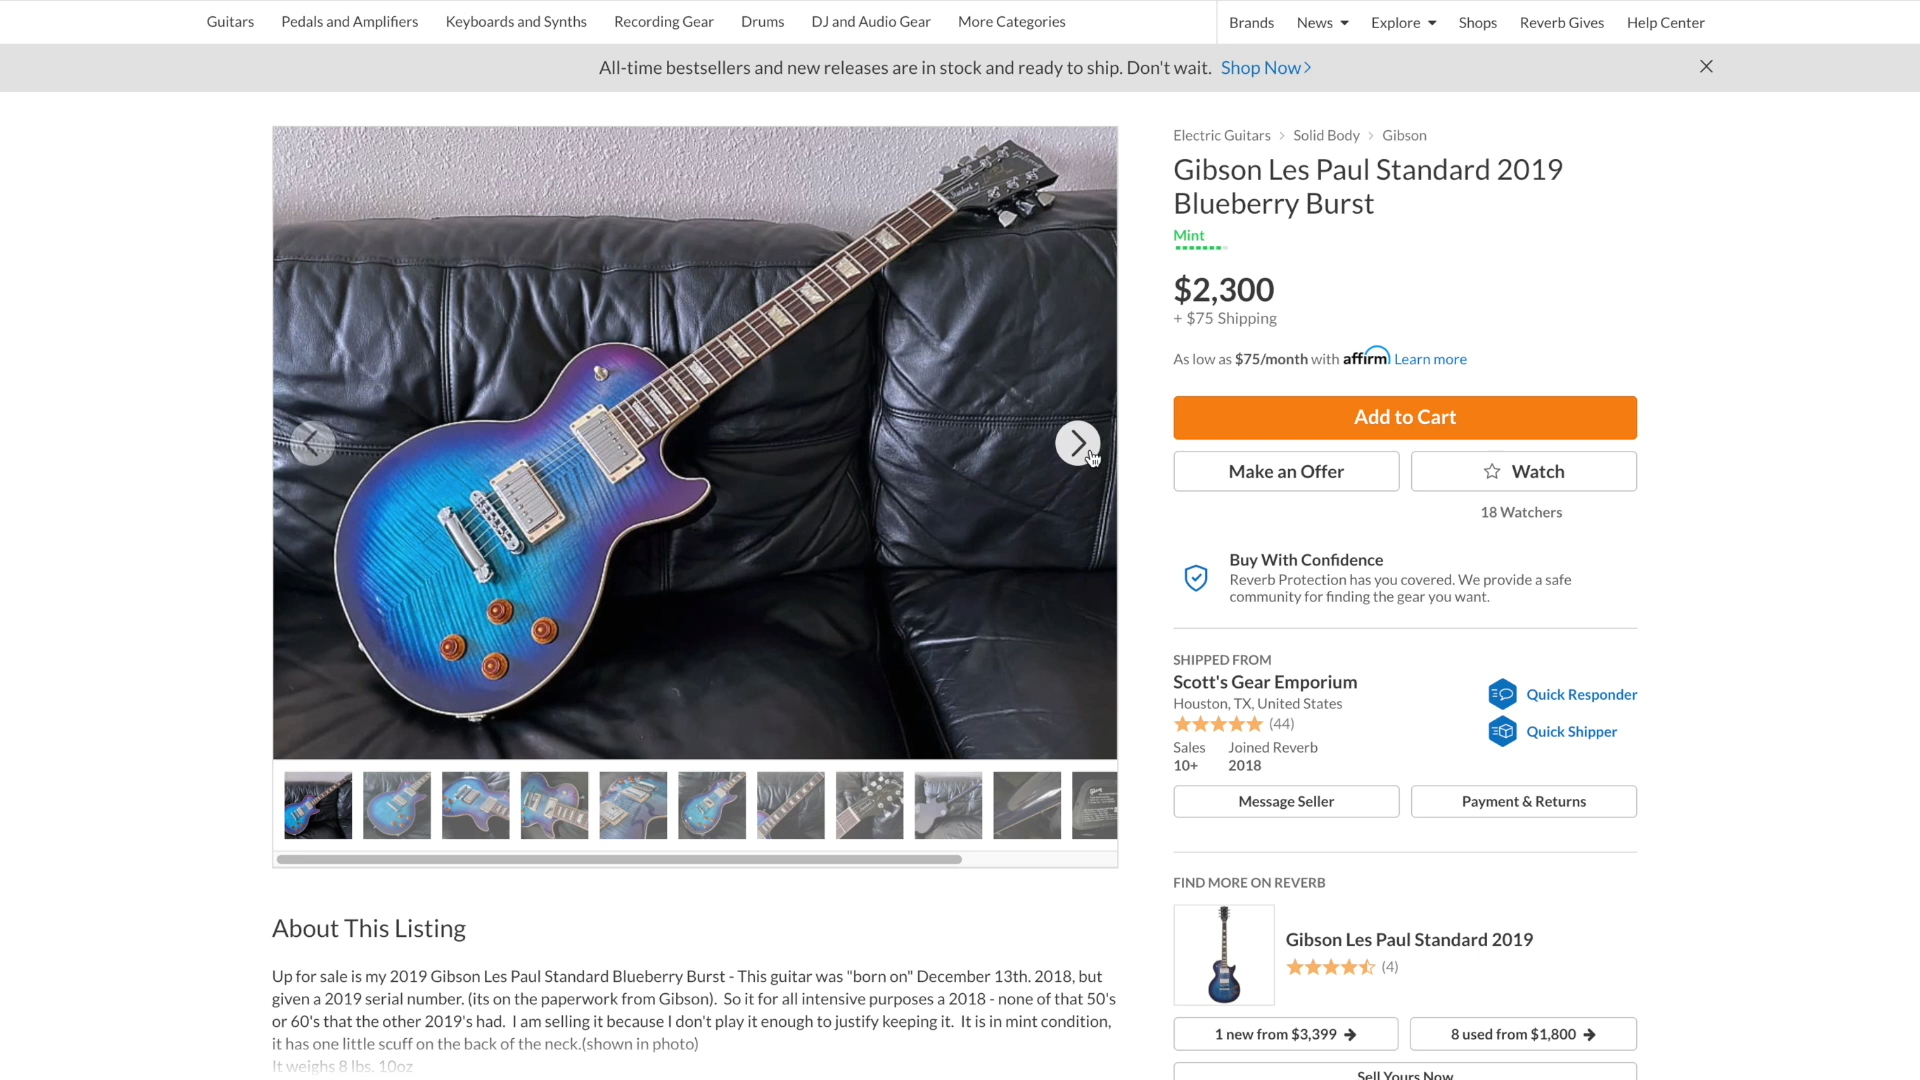 Guitars Pedals and Amplifiers Keyboards and Synths Recording Gear Drums DJ and Audio Gear More Categories Brands News Explore Shops Reverb Gives Help Center
All-time bestsellers and new releases are in stock and ready to ship. Don't wait. Shop Now
Electric Guitars Solid Body Gibson
Gibson Les Paul Standard 2019
Blueberry Burst
Mint
$2,300
+ $75 Shipping
As low as $75/month with affirm Learn more
Add to Cart
Make an Offer Watch
18 Watchers
Buy With Confidence
Reverb Protection has you covered. We provide a safe
community for finding the gear you want.
SHIPPED FROM
Scott's Gear Emporium
Houston, TX, United States
(44)
Quick Responder
Quick Shipper
Sales Joined Reverb
10+ 2018
Message Seller Payment & Returns
FIND MORE ON REVERB
Gibson Les Paul Standard 2019
(4)
1 new from $3,399 8 used from $1,800
Sell Yours Now
About This Listing
Up for sale is my 2019 Gibson Les Paul Standard Blueberry Burst - This guitar was "born on" December 13th. 2018, but
given a 2019 serial number. (its on the paperwork from Gibson). So it for all intensive purposes a 2018 - none of that 50's
or 60's that the other 2019's had. I am selling it because I don't play it enough to justify keeping it. It is in mint condition,
it has one little scuff on the back of the neck.(shown in photo)
It weighs 8 lbs. 10oz